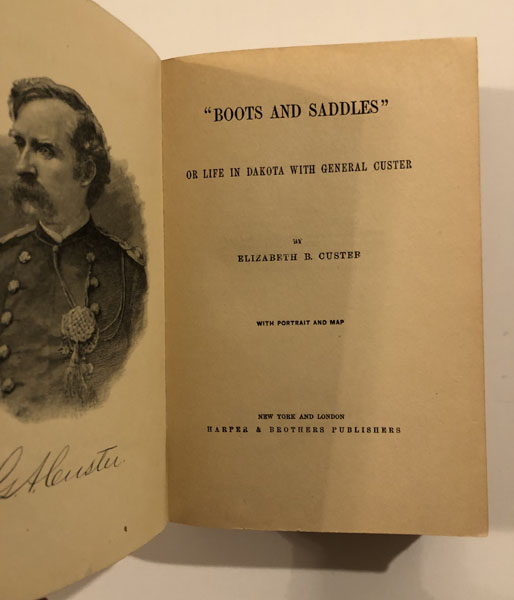 "BOOTS AND SADDLES"
OR LIFE IN DAKOTA WITH GENERAL CUSTER
BY
ELIZABETH B. CUSTER
WITH PORTRAIT AND MAP
NEW YORK AND LONDON
HARPER & BROTHERS PUBLISHERS
G A Custer